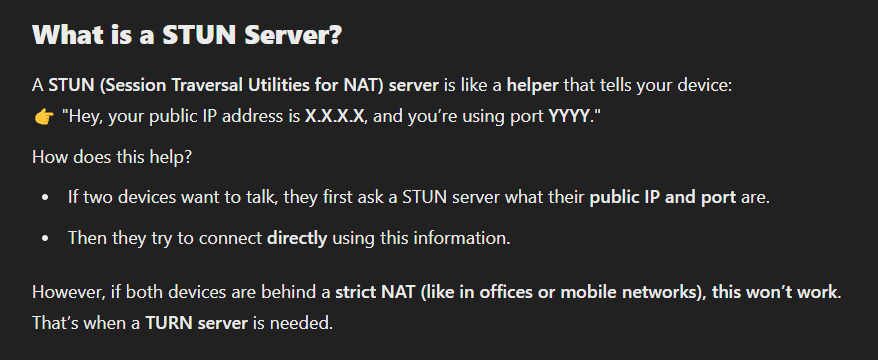 What is a STUN Server?
A STUN (Session Traversal Utilities for NAT) server is like a helper that tells your device:
👉 "Hey, your public IP address is X.X.X.X, and you’re using port YYYY."
How does this help?
• If two devices want to talk, they first ask a STUN server what their public IP and port are.
• Then they try to connect directly using this information.
However, if both devices are behind a strict NAT (like in offices or mobile networks), this won’t work.
That’s when a TURN server is needed.